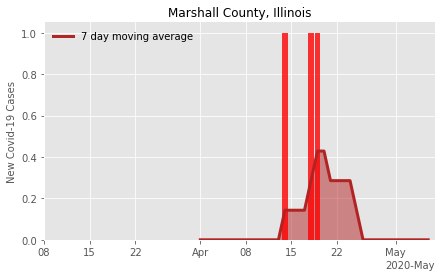 Marshall County, Illinois
7 day moving average
New Covid-19 Cases
1.0
0.8
0.6
0.4
0.2
0.0
08 15 22 Apr 08 15 22 May
2020-May